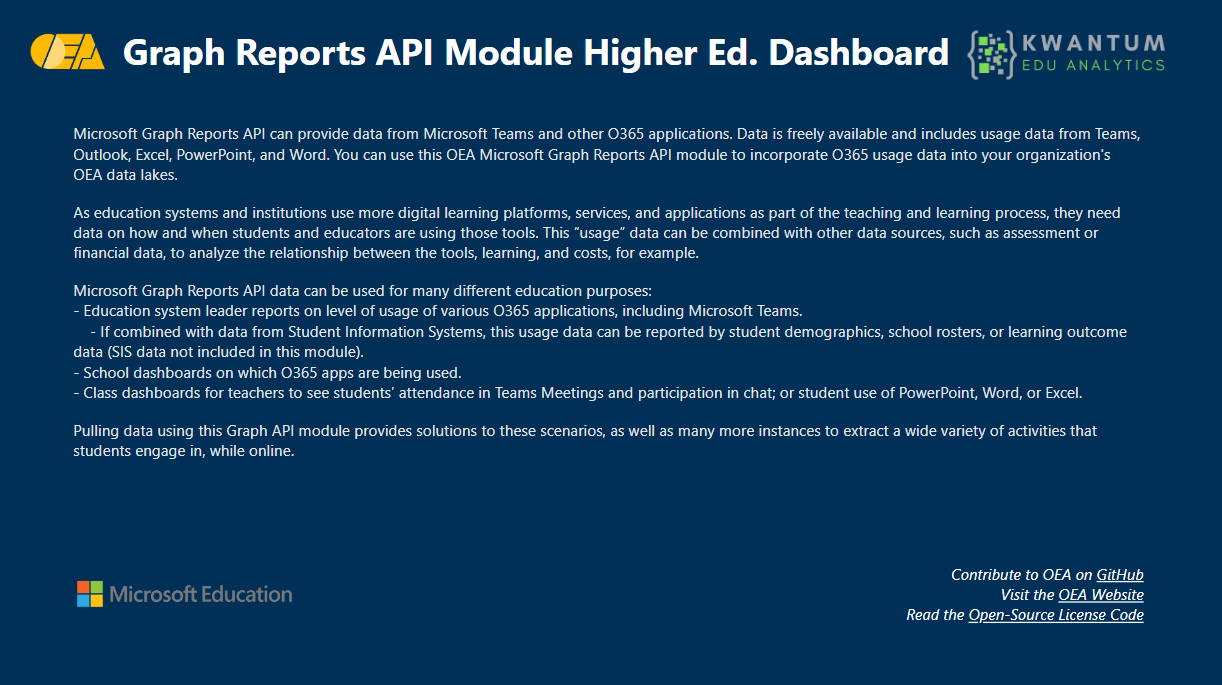 OEA Graph Reports API Module Higher Ed. Dashboard KWANTUM
EDU ANALYTICS
Microsoft Graph Reports API can provide data from Microsoft Teams and other O365 applications. Data is freely available and includes usage data from Teams,
Outlook, Excel, PowerPoint, and Word. You can use this OEA Microsoft Graph Reports API module to incorporate O365 usage data into your organization's
OEA data lakes.
As education systems and institutions use more digital learning platforms, services, and applications as part of the teaching and learning process, they need
data on how and when students and educators are using those tools. This “usage” data can be combined with other data sources, such as assessment or
financial data, to analyze the relationship between the tools, learning, and costs, for example.
Microsoft Graph Reports API data can be used for many different education purposes:
- Education system leader reports on level of usage of various O365 applications, including Microsoft Teams.
- If combined with data from Student Information Systems, this usage data can be reported by student demographics, school rosters, or learning outcome
data (SIS data not included in this module).
- School dashboards on which O365 apps are being used.
- Class dashboards for teachers to see students’ attendance in Teams Meetings and participation in chat; or student use of PowerPoint, Word, or Excel.
Pulling data using this Graph API module provides solutions to these scenarios, as well as many more instances to extract a wide variety of activities that
students engage in, while online.
Microsoft Education
Contribute to OEA on GitHub
Visit the OEA Website
Read the Open-Source License Code